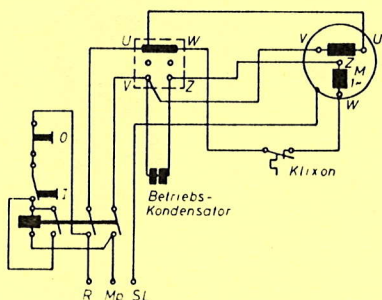 U W
V Z
V U
Z
M
1~
W
O
I
Klixon
Betriebs-
Kondensator
R Mp SL